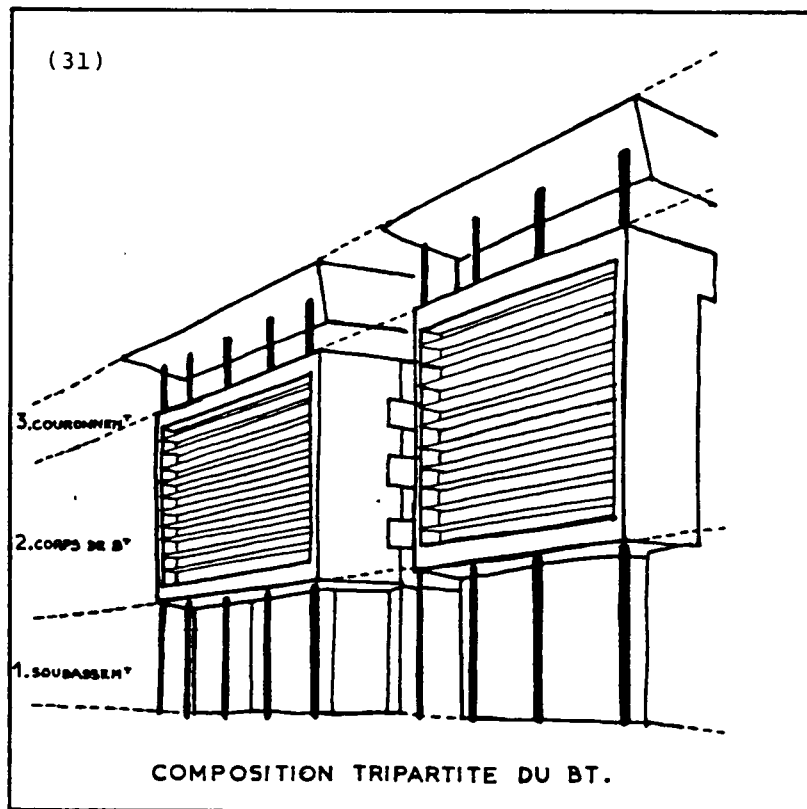 (31)
3.COURONNEMᵀ
2.CORPS DE Bᵀ
1.SOUBASSEMᵀ
COMPOSITION TRIPARTITE DU BT.